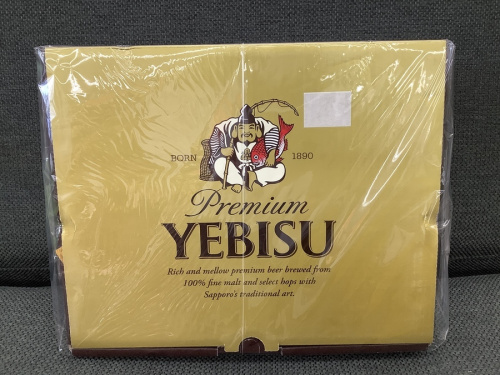 BORN 1890
Premium
YEBISU
Rich and mellow premium beer brewed from
100% fine malt and select hops with
Sapporo's traditional art.